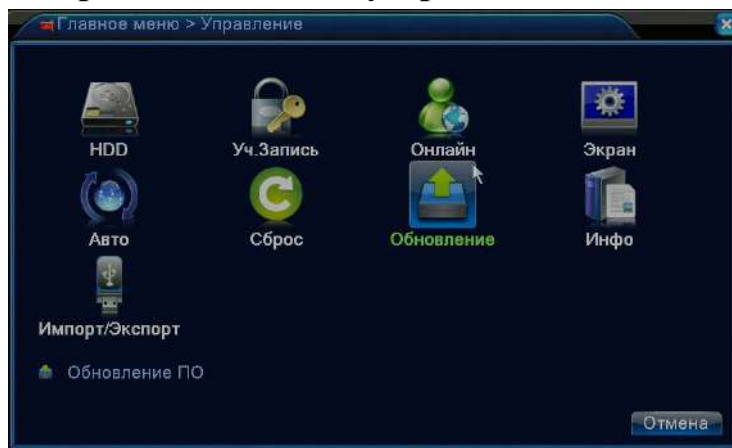 Главное меню > Управление
HDD
Уч.Запись
Онлайн
Экран
Авто
Сброс
Обновление
Инфо
Импорт/Экспорт
Обновление ПО
Отмена